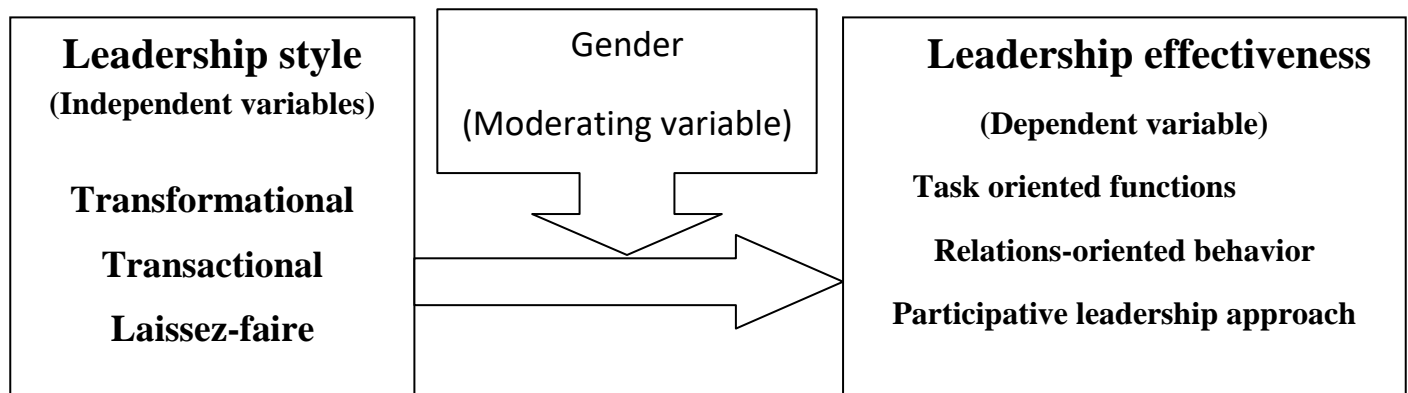 Leadership style
(Independent variables)
Transformational
Transactional
Laissez-faire
Gender
(Moderating variable)
Leadership effectiveness
(Dependent variable)
Task oriented functions
Relations-oriented behavior
Participative leadership approach